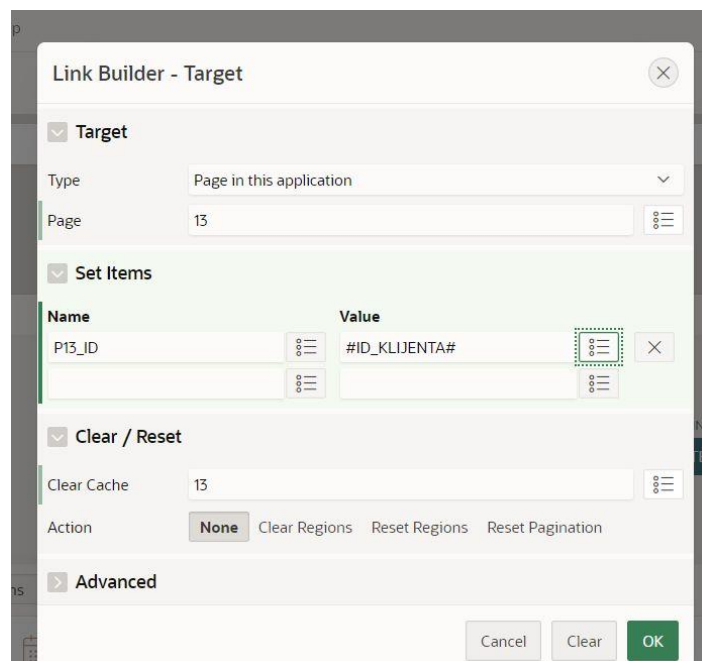 Link Builder - Target
Target
Type Page in this application
Page 13
Set Items
Name Value
P13_ID #ID_KLIJENTA#
Clear / Reset
Clear Cache 13
Action None Clear Regions Reset Regions Reset Pagination
Advanced
Cancel Clear OK